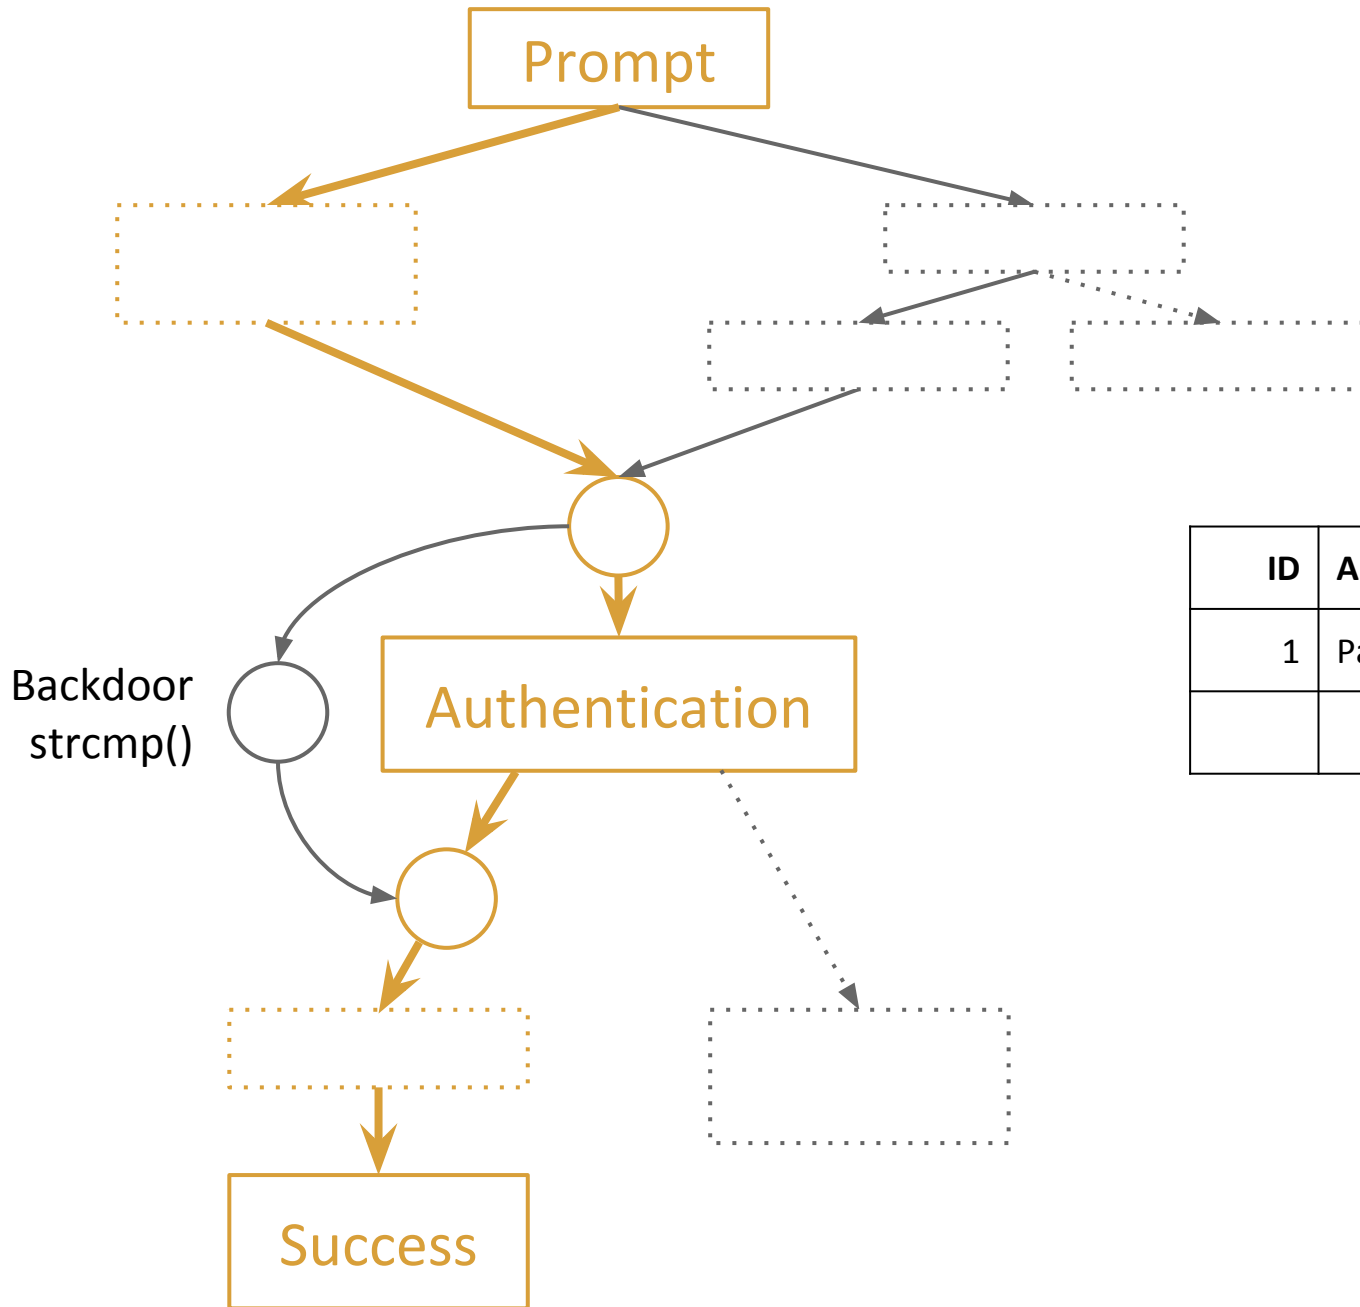 Prompt
ID
1
Backdoor
strcmp()
Authentication
Success